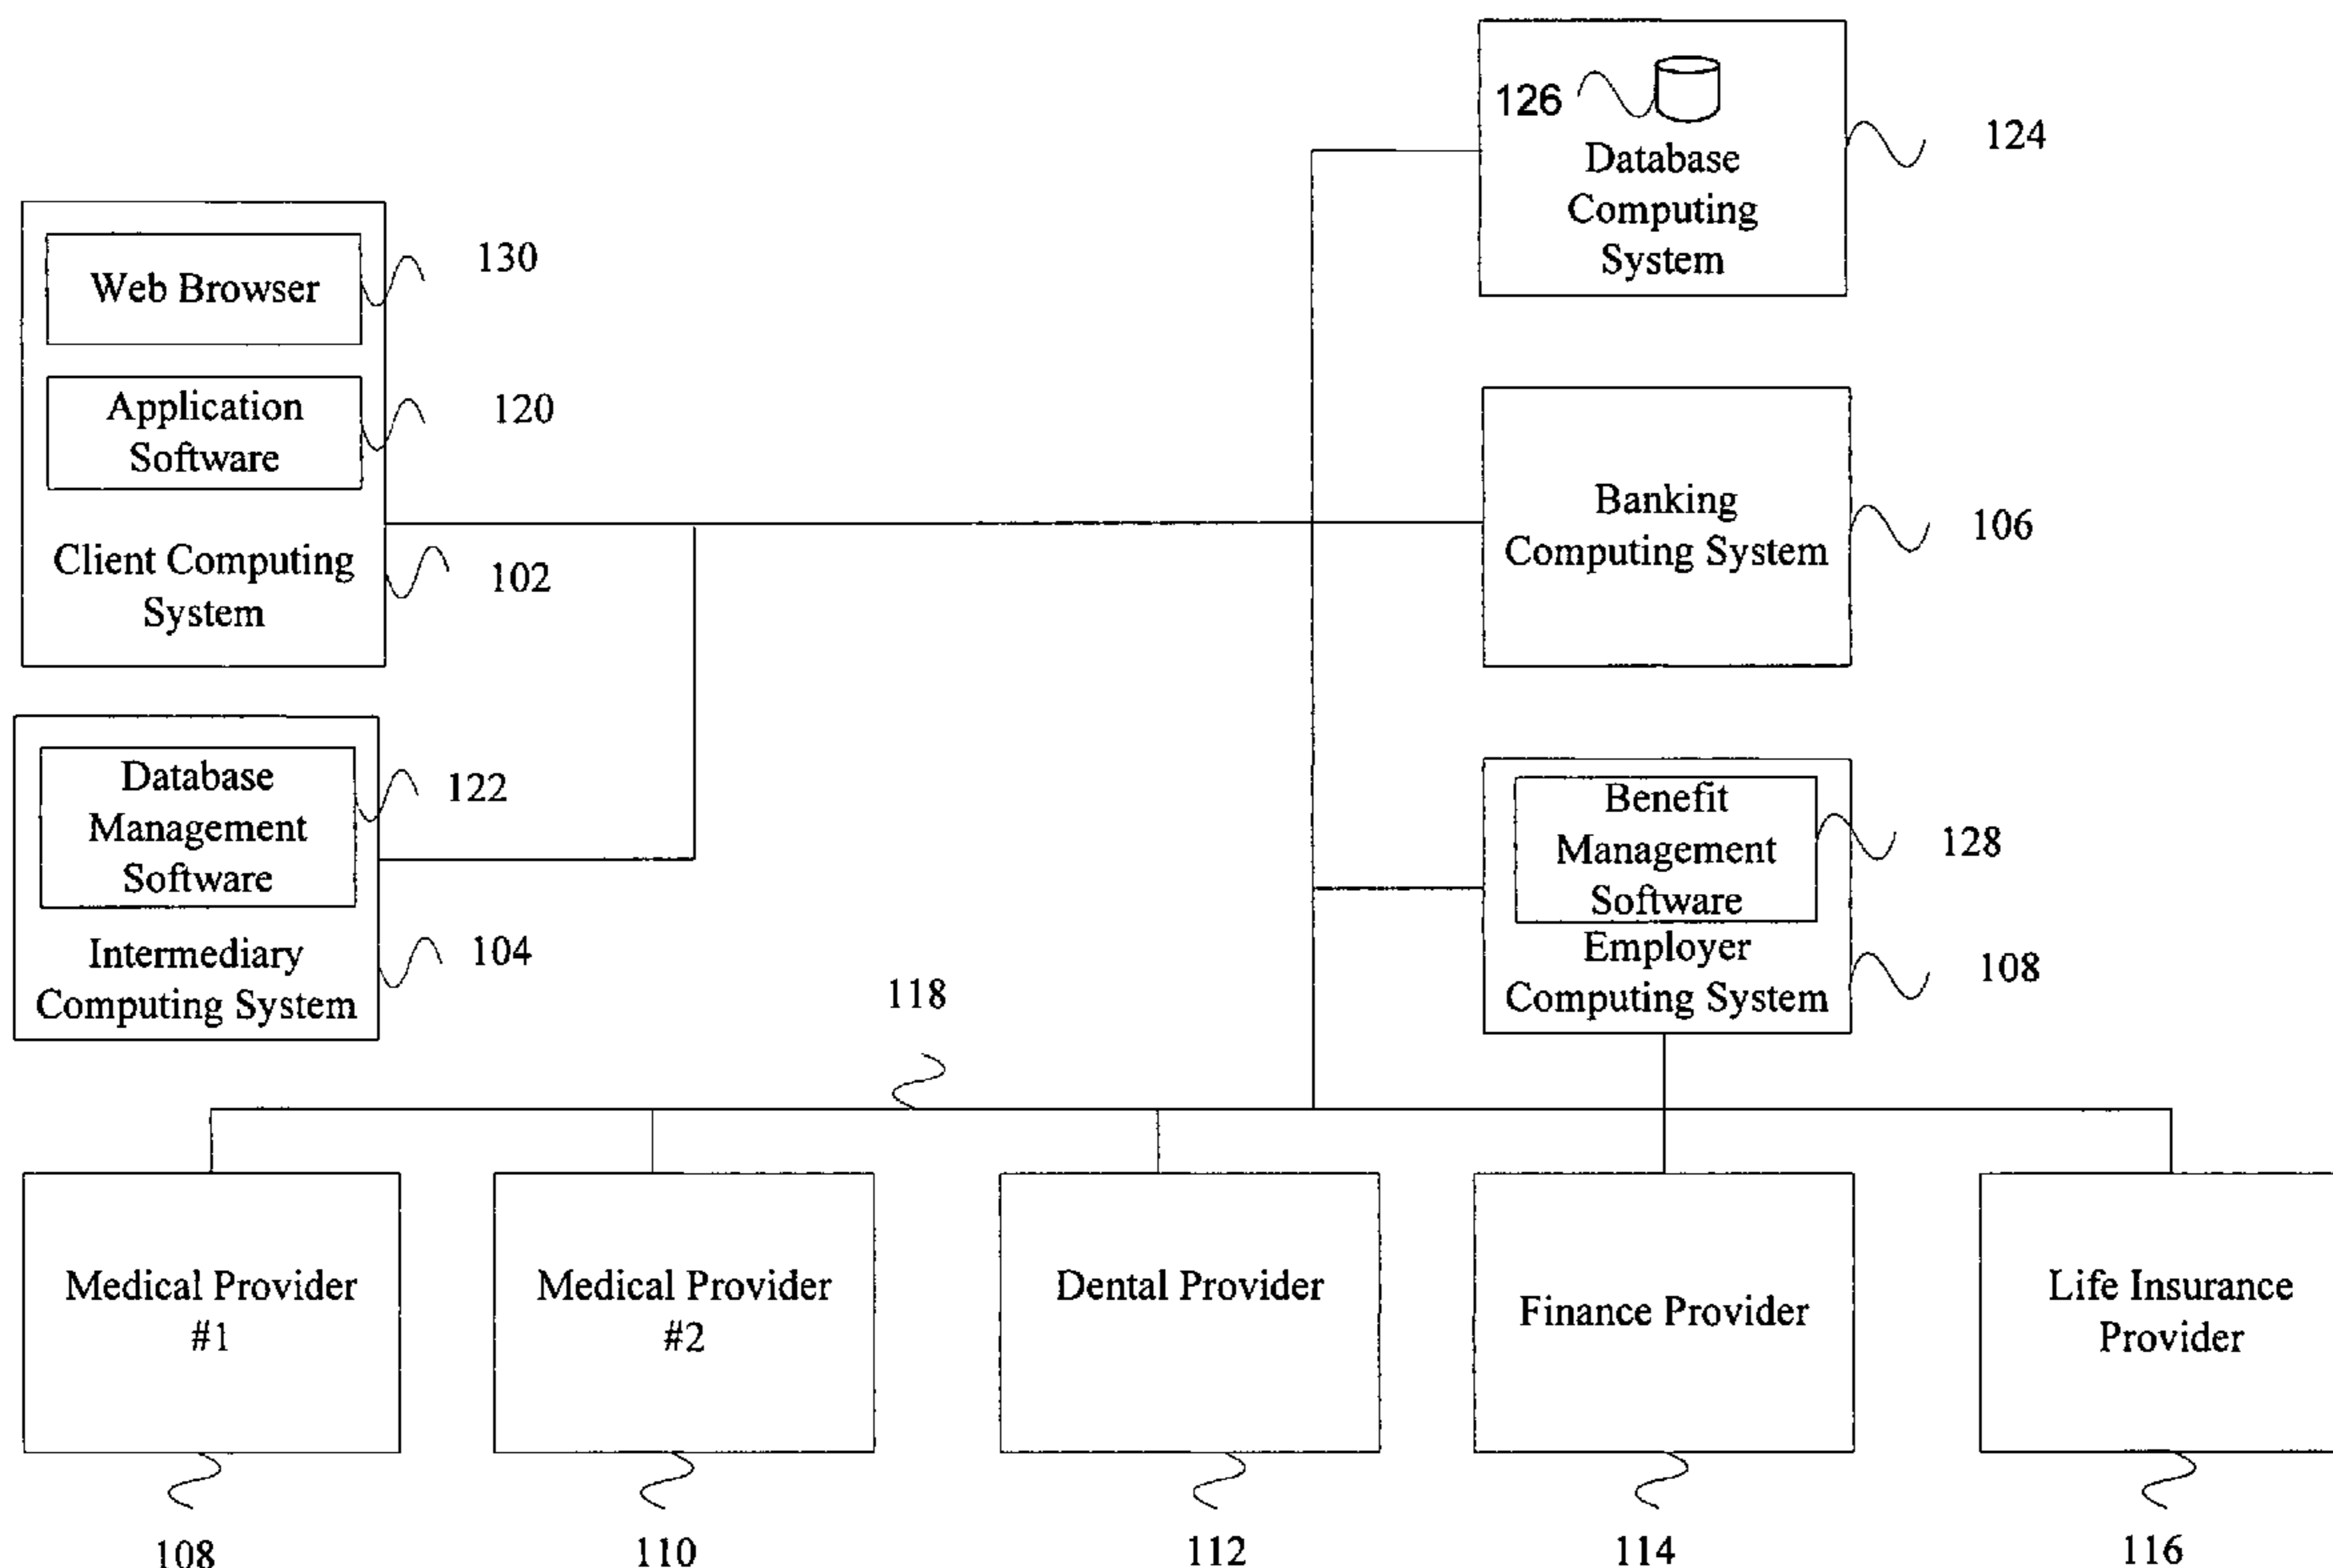 126
Database
Computing
System
124
Web Browser
130
Application
Software
120
Client Computing
System
102
Banking
Computing System
106
Database
Management
Software
122
Intermediary
Computing System
104
Benefit
Management
Software
128
Employer
Computing System
108
118
Medical Provider
#1
108
Medical Provider
#2
110
Dental Provider
112
Finance Provider
114
Life Insurance
Provider
116